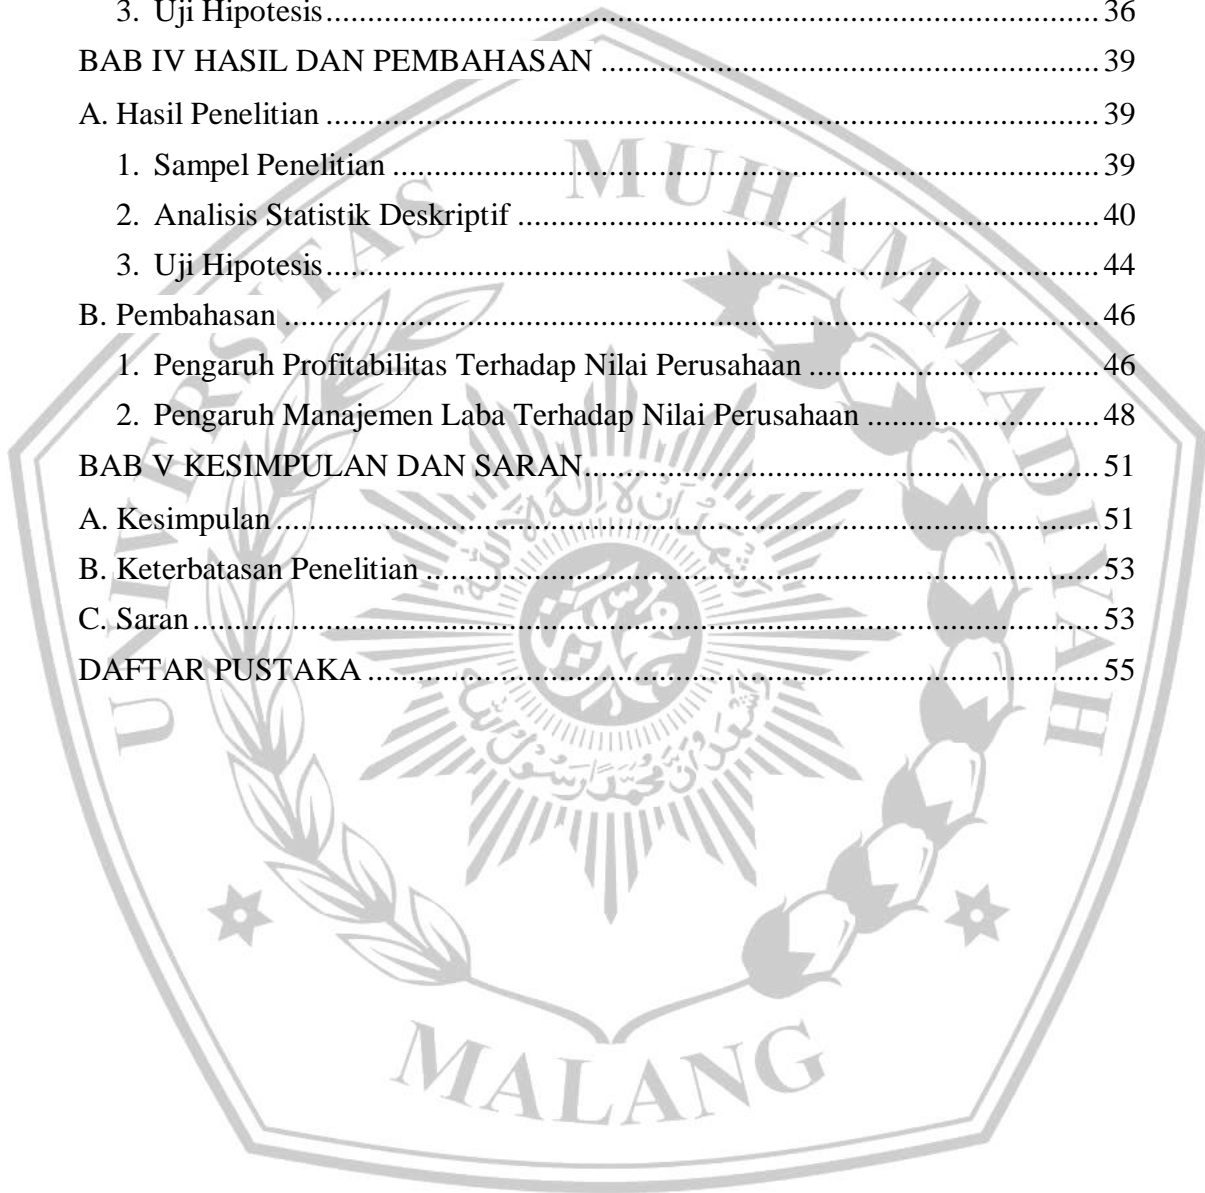 3. Uji Hipotesis........ 36
BAB IV HASIL DAN PEMBAHASAN ........ 39
A. Hasil Penelitian ........ 39
1. Sampel Penelitian ........ 39
2. Analisis Statistik Deskriptif ........ 40
3. Uji Hipotesis........ 44
B. Pembahasan ........ 46
1. Pengaruh Profitabilitas Terhadap Nilai Perusahaan ........ 46
2. Pengaruh Manajemen Laba Terhadap Nilai Perusahaan ........ 48
BAB V KESIMPULAN DAN SARAN........ 51
A. Kesimpulan........ 51
B. Keterbatasan Penelitian ........ 53
C. Saran........ 53
DAFTAR PUSTAKA ........ 55
UNIVERSITAS MUHAMMADIYAH
MALANG